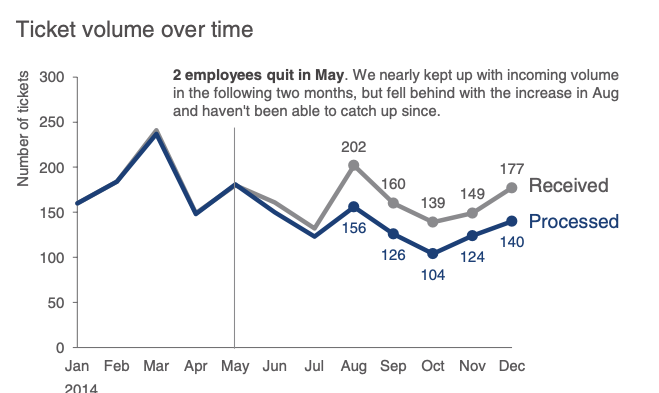 Ticket volume over time
2 employees quit in May. We nearly kept up with incoming volume
in the following two months, but fell behind with the increase in Aug
and haven't been able to catch up since.
Number of tickets
300
250
200
150
100
50
0
202
160
139
149
177
Received
156
126
104
124
140
Processed
Jan Feb Mar Apr May Jun Jul Aug Sep Oct Nov Dec
2014